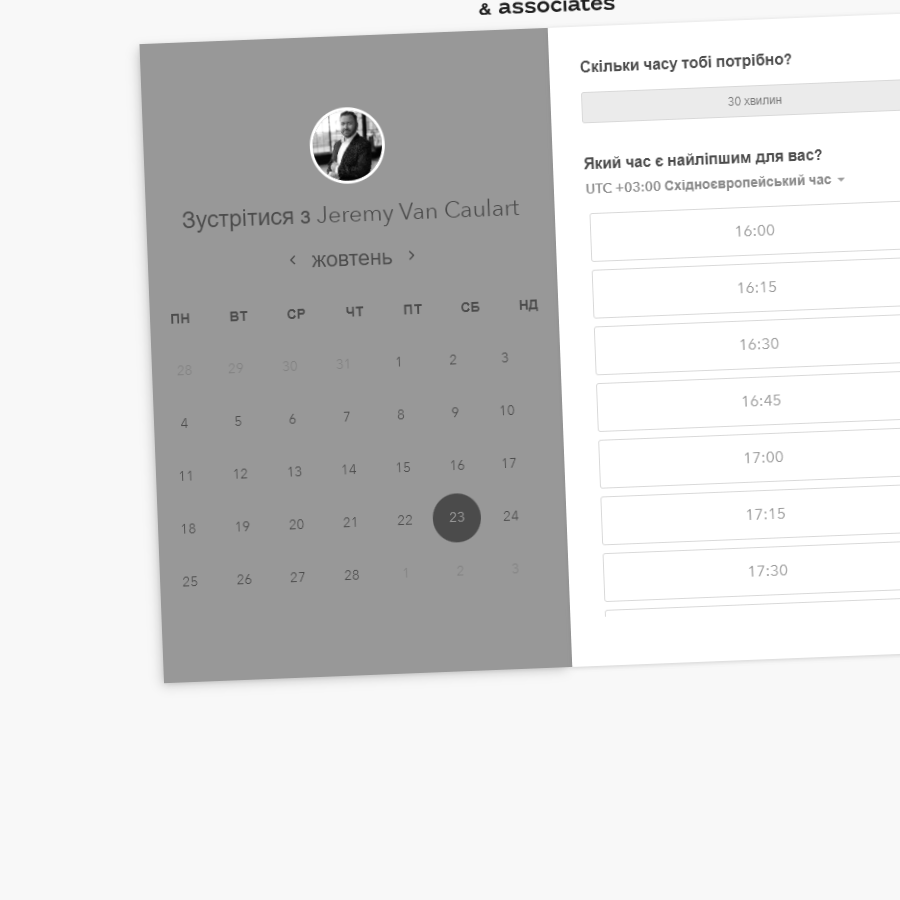 & associates
Зустрітися з Jeremy Van Caulart
< жовтень >
ПН ВТ СР ЧТ ПТ СБ НД
28 29 30 31 1 2 3
4 5 6 7 8 9 10
11 12 13 14 15 16 17
18 19 20 21 22 23 24
25 26 27 28 1 2 3
Скільки часу тобі потрібно?
30 хвилин
Який час є найліпшим для вас?
UTC +03:00 Східноєвропейський час
16:00
16:15
16:30
16:45
17:00
17:15
17:30